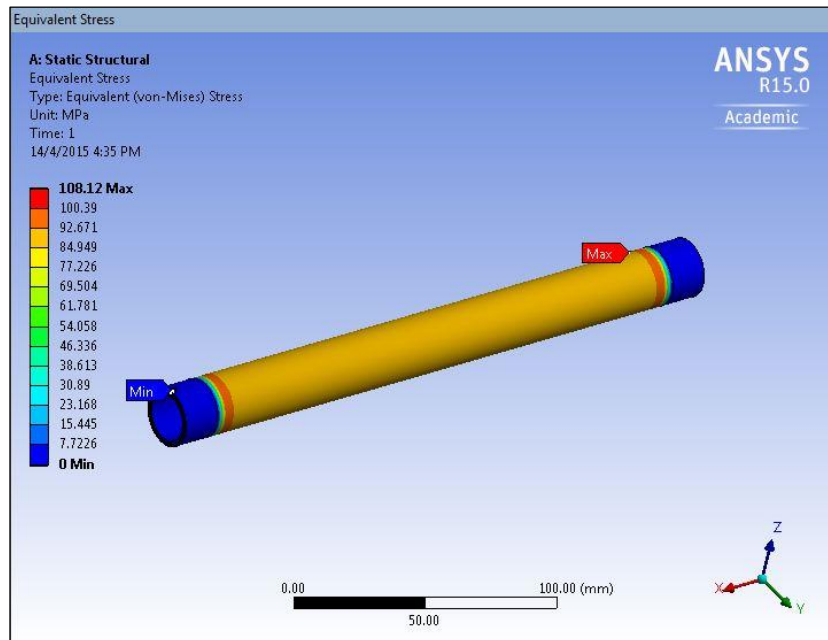 Equivalent Stress
A: Static Structural
Equivalent Stress
Type: Equivalent (von-Mises) Stress
Unit: MPa
Time: 1
14/4/2015 4:35 PM
108.12 Max
100.39
92.671
84.949
77.226
69.504
61.781
54.058
46.336
38.613
30.89
23.168
15.445
7.7226
0 Min
ANSYS
R15.0
Academic
Max
Min
0.00
100.00 (mm)
50.00
Z
X
Y